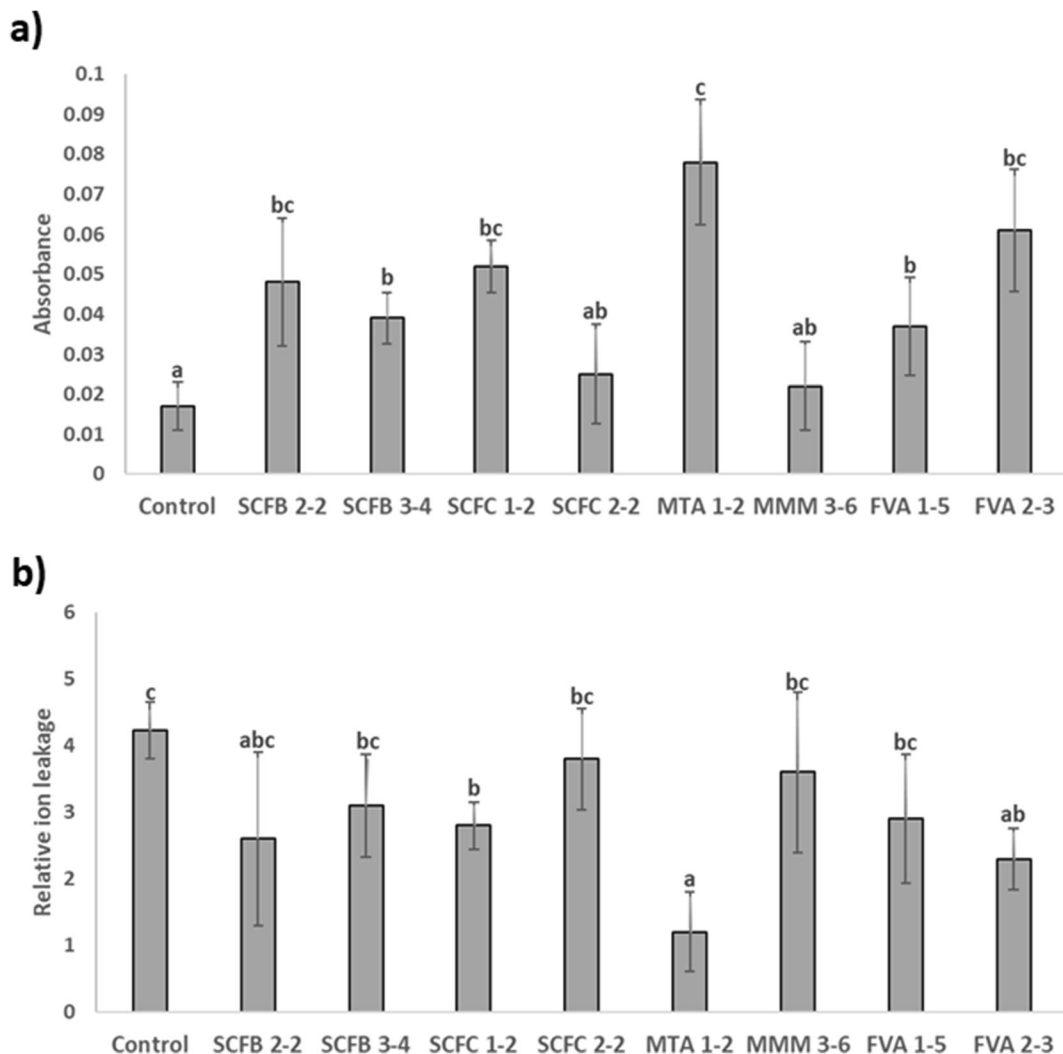 a)
0.1
0.09
0.08
0.07
0.06
0.05
0.04
0.03
0.02
0.01
0
Absorbance
a
bc
b
bc
ab
c
ab
b
bc
Control SCFB 2-2 SCFB 3-4 SCFC 1-2 SCFC 2-2 MTA 1-2 MMM 3-6 FVA 1-5 FVA 2-3
b)
6
5
4
3
2
1
0
Relative ion leakage
c
abc
bc
b
bc
a
bc
bc
ab
Control SCFB 2-2 SCFB 3-4 SCFC 1-2 SCFC 2-2 MTA 1-2 MMM 3-6 FVA 1-5 FVA 2-3